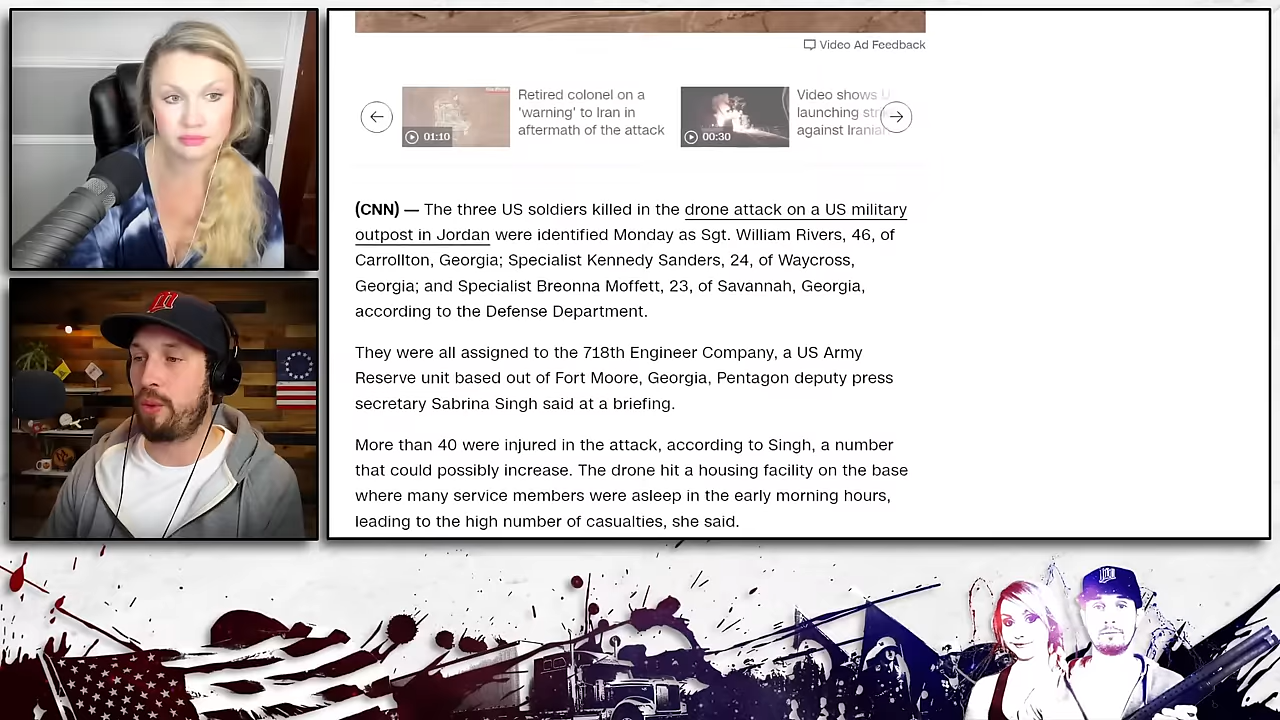 Video Ad Feedback
Retired colonel on a
'warning' to Iran in
aftermath of the attack
01:10
Video shows U
launching str
against Irania
00:30
(CNN) — The three US soldiers killed in the drone attack on a US military
outpost in Jordan were identified Monday as Sgt. William Rivers, 46, of
Carrollton, Georgia; Specialist Kennedy Sanders, 24, of Waycross,
Georgia; and Specialist Breonna Moffett, 23, of Savannah, Georgia,
according to the Defense Department.
They were all assigned to the 718th Engineer Company, a US Army
Reserve unit based out of Fort Moore, Georgia, Pentagon deputy press
secretary Sabrina Singh said at a briefing.
More than 40 were injured in the attack, according to Singh, a number
that could possibly increase. The drone hit a housing facility on the base
where many service members were asleep in the early morning hours,
leading to the high number of casualties, she said.